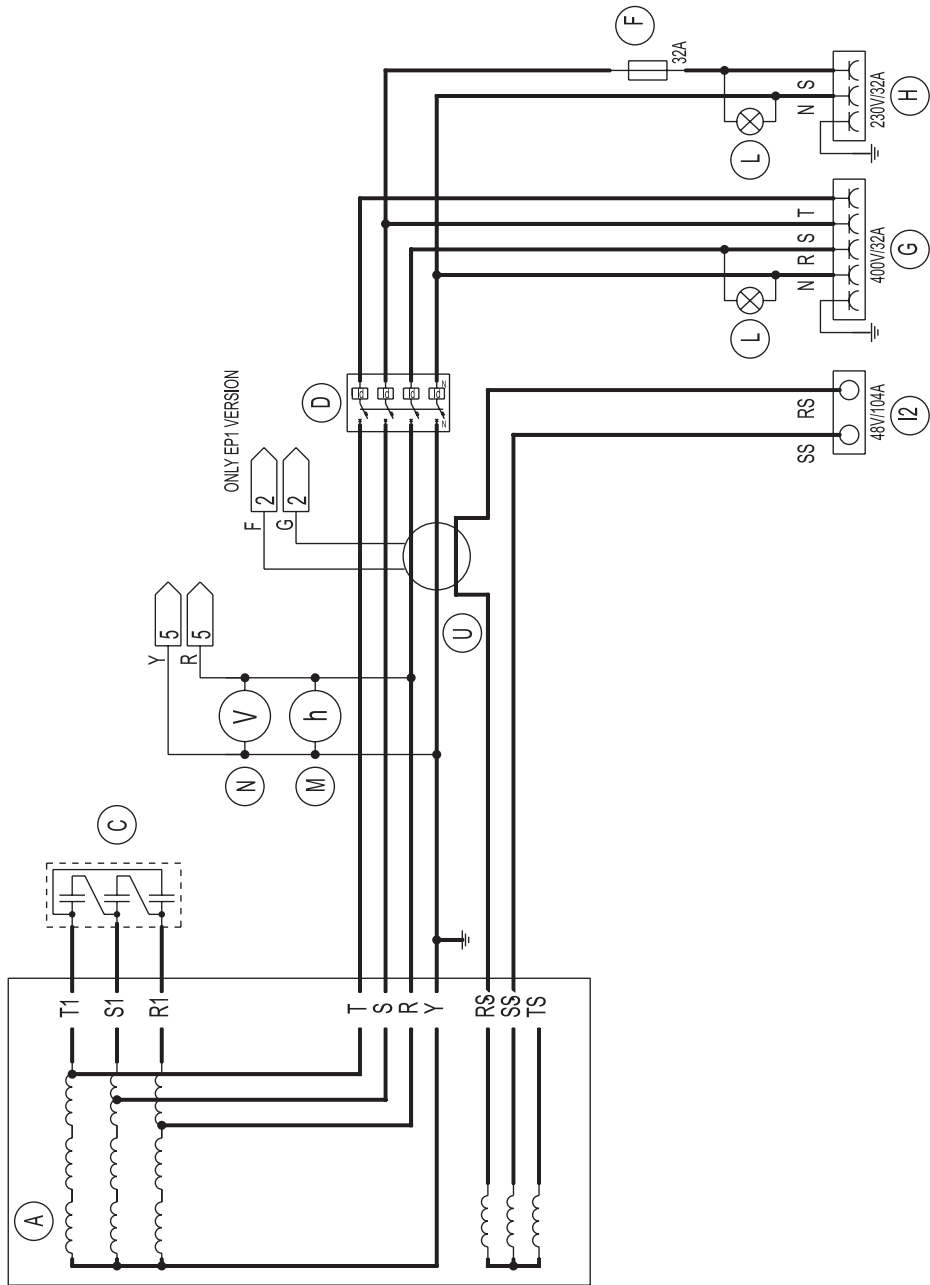 A
T1
S1
R1
T
S
R
Y
RS
SS
TS
C
N
V
M
h
Y
5
R
5
U
F
2
G
2
ONLY EP1 VERSION
D
d
d
d
d
N
N
F
32A
L
N
S
230V/32A
H
L
N
R
S
T
400V/32A
G
SS
RS
48V/104A
I2